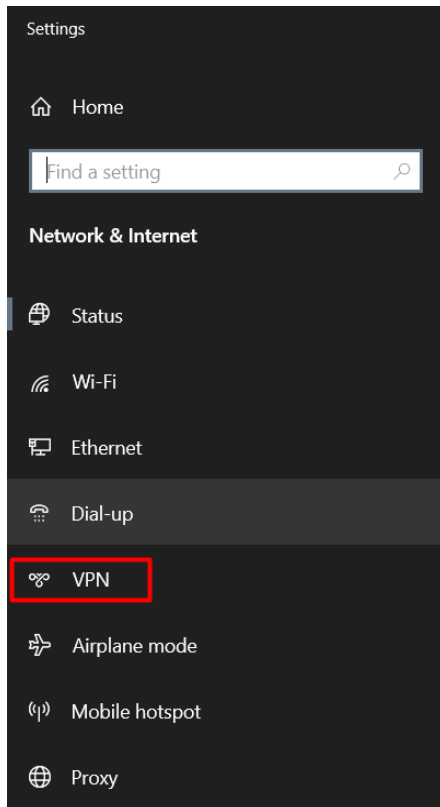 Settings
Home
Find a setting
Network & Internet
Status
Wi-Fi
Ethernet
Dial-up
VPN
Airplane mode
Mobile hotspot
Proxy